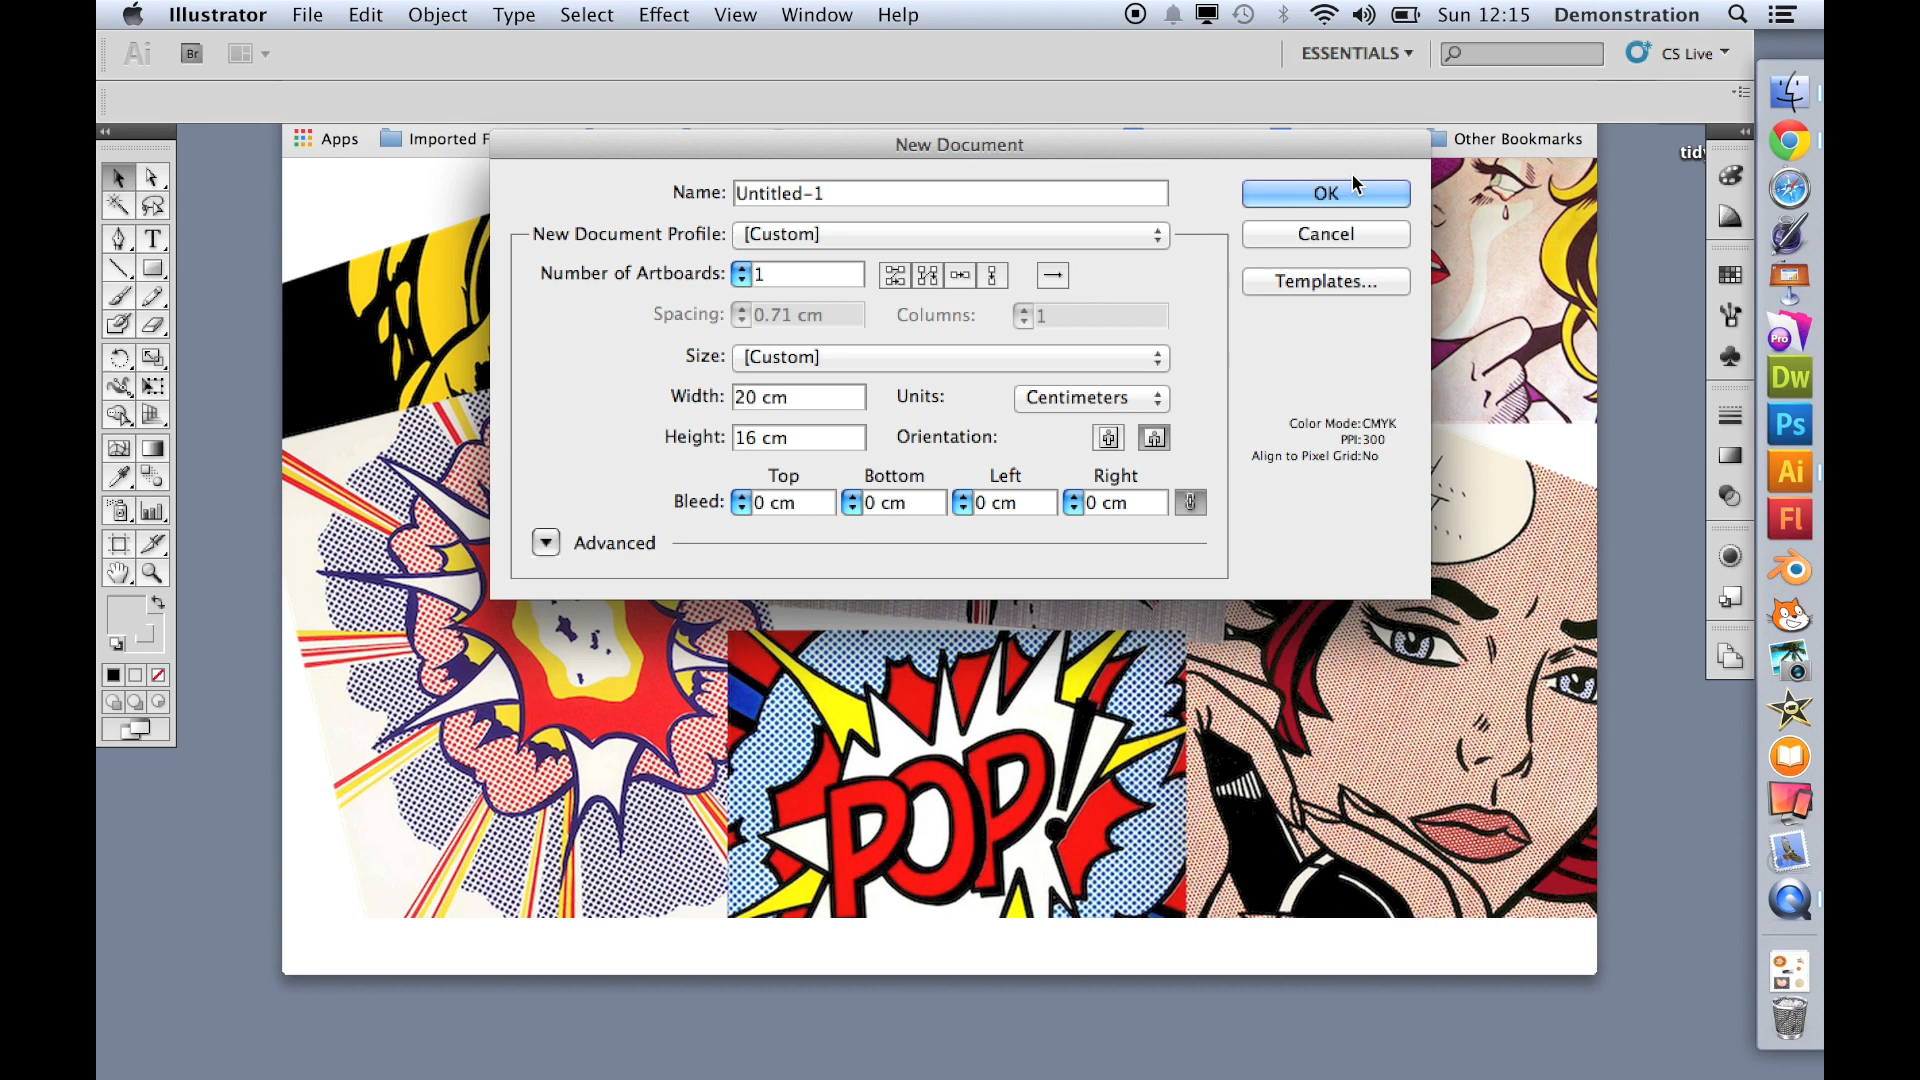 Illustrator File Edit Object Type Select Effect View Window Help Sun 12:15 Demonstration
Ai Br ESSENTIALS CS Live
Apps Imported F Other Bookmarks
tidy
New Document
Name: Untitled-1 OK
New Document Profile: [Custom] Cancel
Number of Artboards: 1 Templates...
Spacing: 0.71 cm Columns: 1
Size: [Custom]
Width: 20 cm Units: Centimeters
Height: 16 cm Orientation:
Color Mode:CMYK
PPI:300
Align to Pixel Grid:No
Top Bottom Left Right
Bleed: 0 cm 0 cm 0 cm 0 cm
Advanced
T
POP!
Pro
Dw
Ps
Ai
Fl